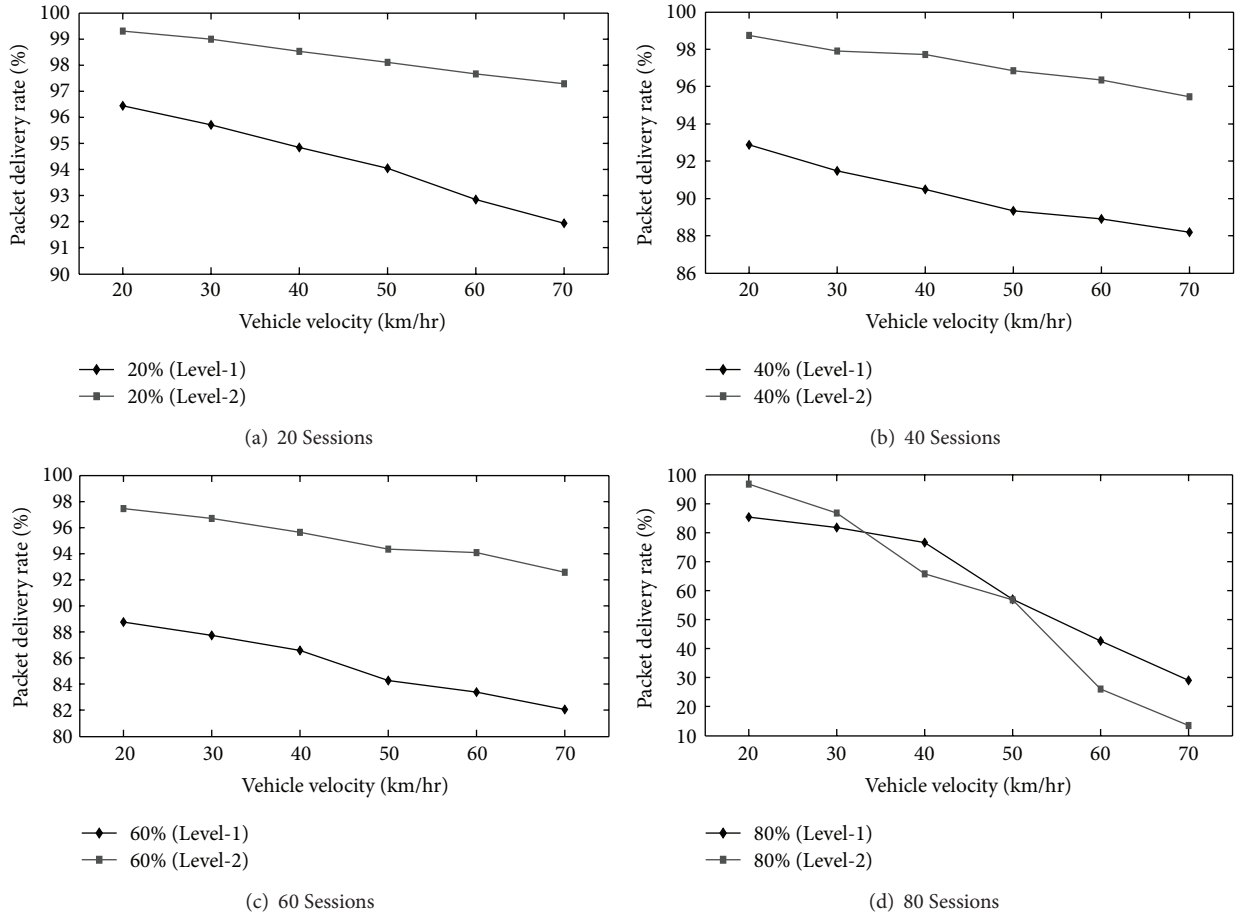 Packet delivery rate (%)
100
99
98
97
96
95
94
93
92
91
90
20 30 40 50 60 70
Vehicle velocity (km/hr)
20% (Level-1)
20% (Level-2)
(a) 20 Sessions
Packet delivery rate (%)
100
98
96
94
92
90
88
86
20 30 40 50 60 70
Vehicle velocity (km/hr)
40% (Level-1)
40% (Level-2)
(b) 40 Sessions
Packet delivery rate (%)
100
98
96
94
92
90
88
86
84
82
80
20 30 40 50 60 70
Vehicle velocity (km/hr)
60% (Level-1)
60% (Level-2)
(c) 60 Sessions
Packet delivery rate (%)
100
90
80
70
60
50
40
30
20
10
20 30 40 50 60 70
Vehicle velocity (km/hr)
80% (Level-1)
80% (Level-2)
(d) 80 Sessions